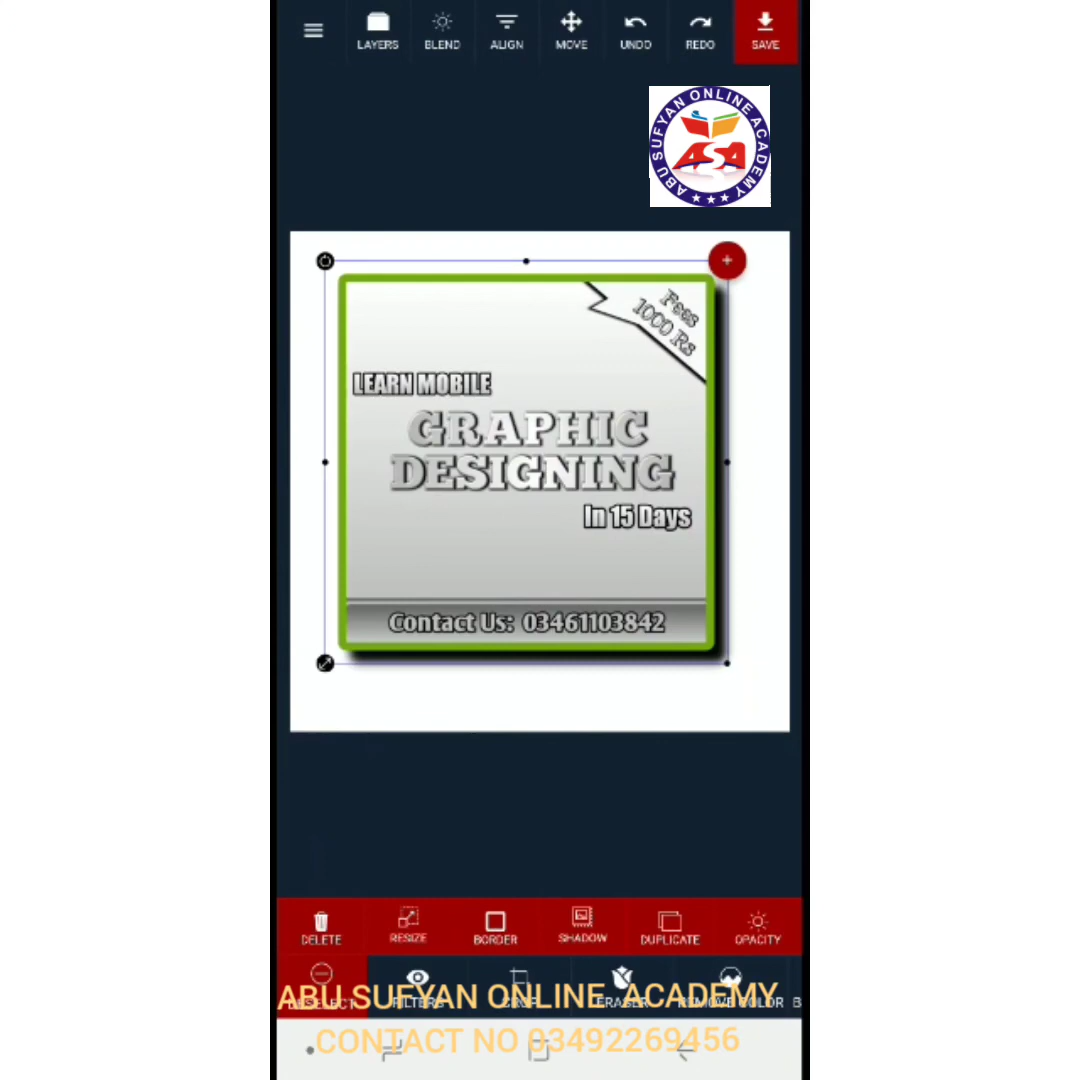 LAYERS BLEND ALIGN MOVE UNDO REDO SAVE
ABU SUFYAN ONLINE ACADEMY
ASA
Fees
1000 Rs
LEARN MOBILE
GRAPHIC
DESIGNING
In 15 Days
Contact Us: 03461103842
DELETE RESIZE BORDER SHADOW DUPLICATE OPACITY
DESELECT FILTERS CROP ERASER REMOVE COLOR B
ABU SUFYAN ONLINE ACADEMY
CONTACT NO 03492269456